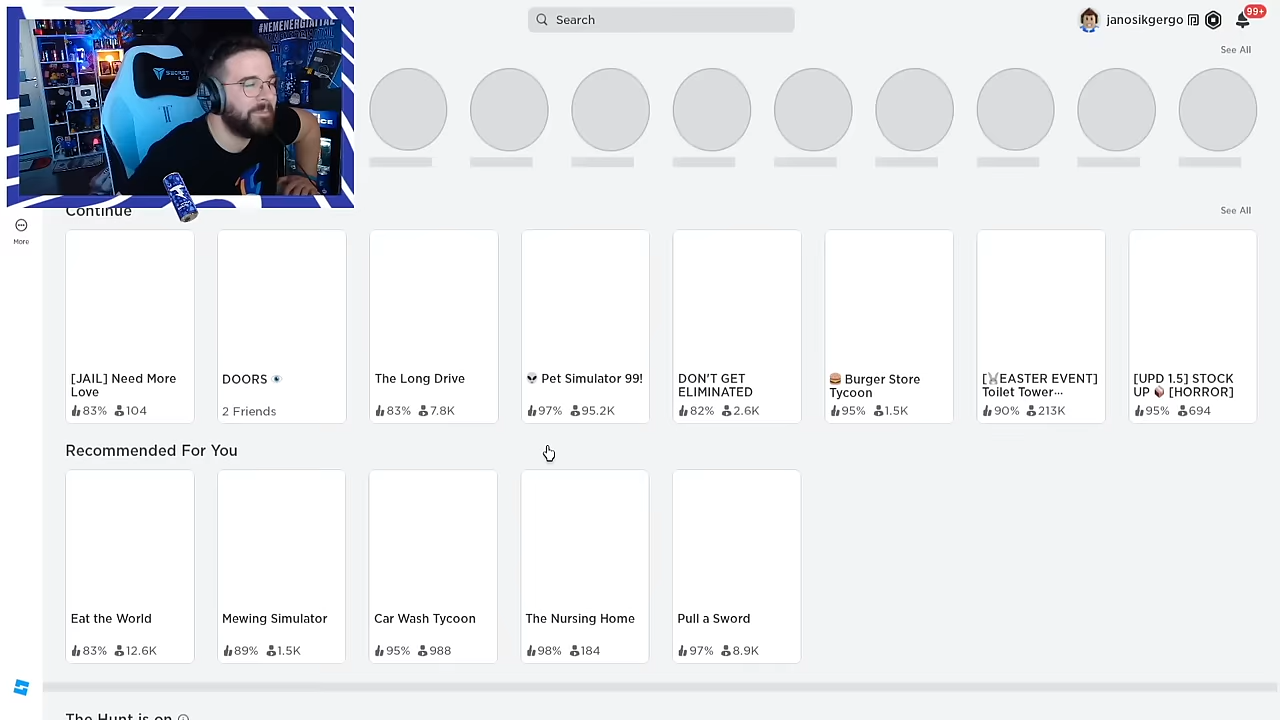 Search
janosikgergo
99+
See All
SECRET LAB
Continue
See All
More
[JAIL] Need More
Love
83% 104
DOORS 👁
2 Friends
The Long Drive
83% 7.8K
👽 Pet Simulator 99!
97% 95.2K
DON'T GET
ELIMINATED
82% 2.6K
🍔 Burger Store
Tycoon
95% 1.5K
[🐰EASTER EVENT]
Toilet Tower...
90% 213K
[UPD 1.5] STOCK
UP 🥫 [HORROR]
95% 694
Recommended For You
Eat the World
83% 12.6K
Mewing Simulator
89% 1.5K
Car Wash Tycoon
95% 988
The Nursing Home
98% 184
Pull a Sword
97% 8.9K
The Hunt is on